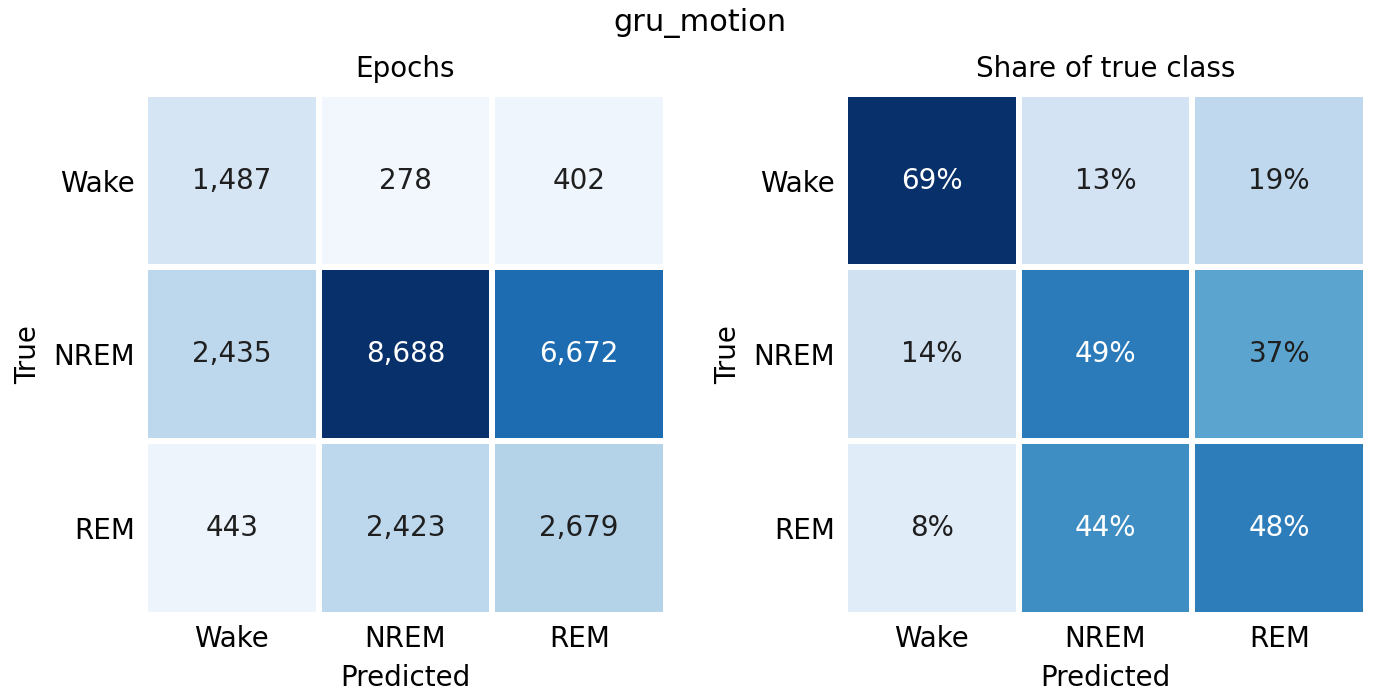 gru_motion
Epochs
Share of true class
Wake 1,487 278 402
Wake 69% 13% 19%
True
NREM 2,435 8,688 6,672
True
NREM 14% 49% 37%
REM 443 2,423 2,679
REM 8% 44% 48%
Wake NREM REM
Wake NREM REM
Predicted
Predicted